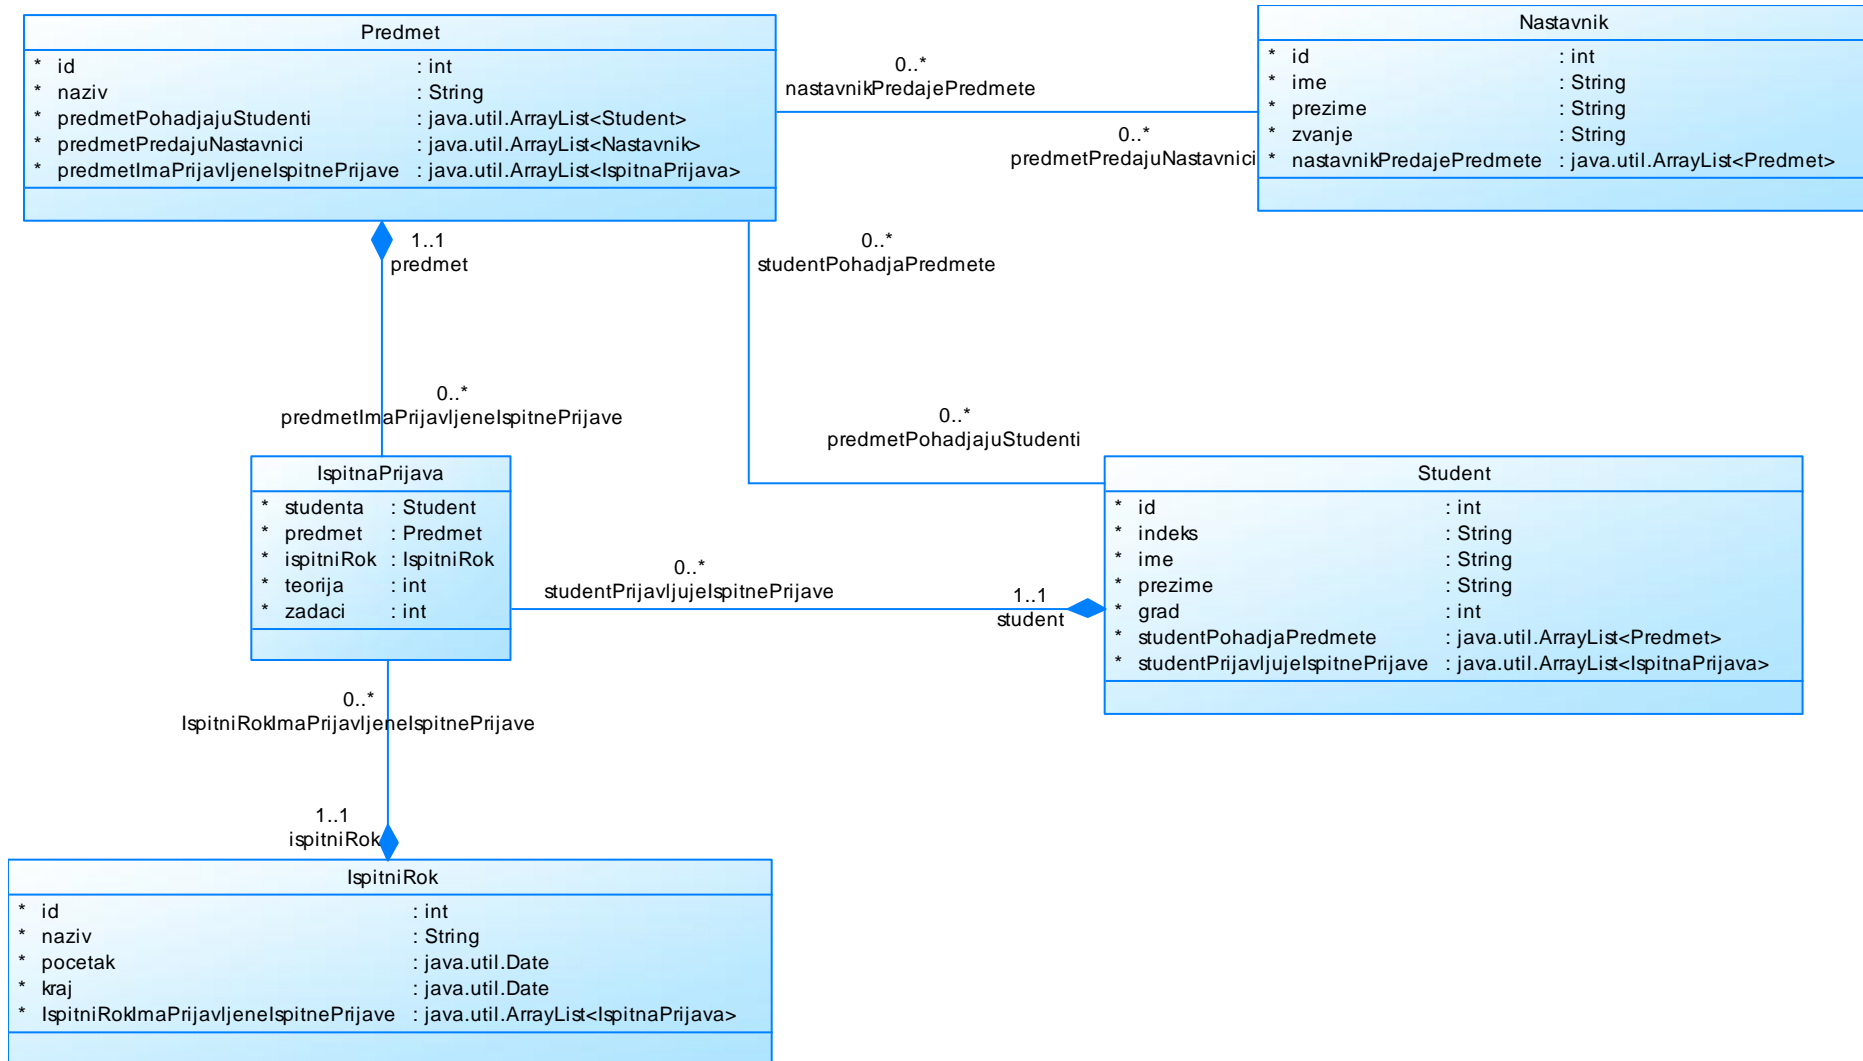 Predmet
* id : int
* naziv : String
* predmetPohadjajuStudenti : java.util.ArrayList<Student>
* predmetPredajuNastavnici : java.util.ArrayList<Nastavnik>
* predmetImaPrijavljeneIspitnePrijave : java.util.ArrayList<IspitnaPrijava>
0..*
nastavnikPredajePredmete
0..*
predmetPredajuNastavnici
Nastavnik
* id : int
* ime : String
* prezime : String
* zvanje : String
* nastavnikPredajePredmete : java.util.ArrayList<Predmet>
1..1
predmet
0..*
studentPohadjaPredmete
0..*
predmetImaPrijavljeneIspitnePrijave
0..*
predmetPohadjajuStudenti
IspitnaPrijava
* studenta : Student
* predmet : Predmet
* ispitniRok : IspitniRok
* teorija : int
* zadaci : int
0..*
studentPrijavljujeIspitnePrijave
1..1
student
Student
* id : int
* indeks : String
* ime : String
* prezime : String
* grad : int
* studentPohadjaPredmete : java.util.ArrayList<Predmet>
* studentPrijavljujeIspitnePrijave : java.util.ArrayList<IspitnaPrijava>
0..*
IspitniRokImaPrijavljeneIspitnePrijave
1..1
ispitniRok
IspitniRok
* id : int
* naziv : String
* pocetak : java.util.Date
* kraj : java.util.Date
* IspitniRokImaPrijavljeneIspitnePrijave : java.util.ArrayList<IspitnaPrijava>